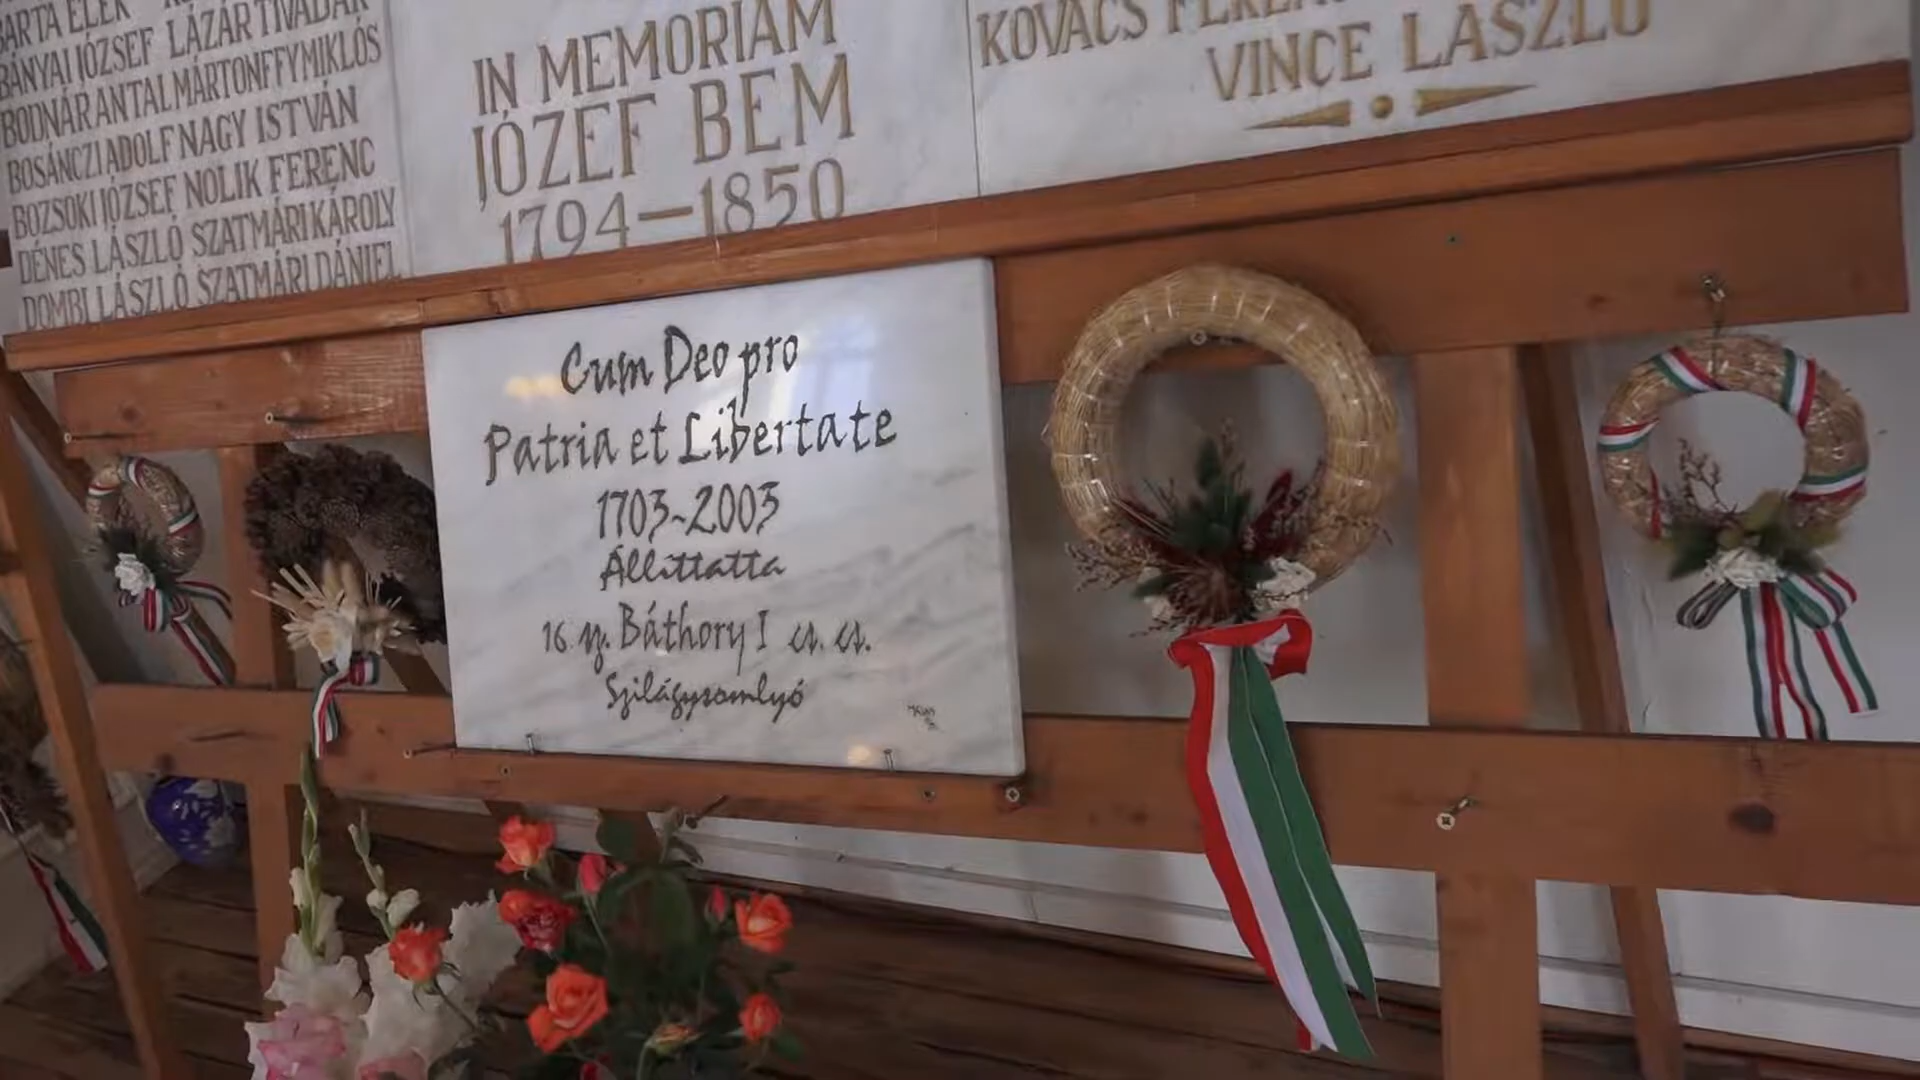 BARTA ELEK
BÁNYAI JÓZSEF LÁZÁR TIVADAR
BODNÁR ANTAL MÁRTONFFY MIKLÓS
BOSÁNCZI ADOLF NAGY ISTVÁN
BOZSOKI JÓZSEF NOLIK FERENC
DÉNES LÁSZLÓ SZATMÁRI KÁROLY
DOMBI LÁSZLÓ SZATMÁRI DÁNIEL
IN MEMORIAM
JÓZEF BEM
1794-1850
KOVÁCS FERENC
VINCE LÁSZLÓ
Cum Deo pro
Patria et Libertate
1703~2003
Állíttatta
16. sz. Báthory I cs. cs.
Szilágysomlyó